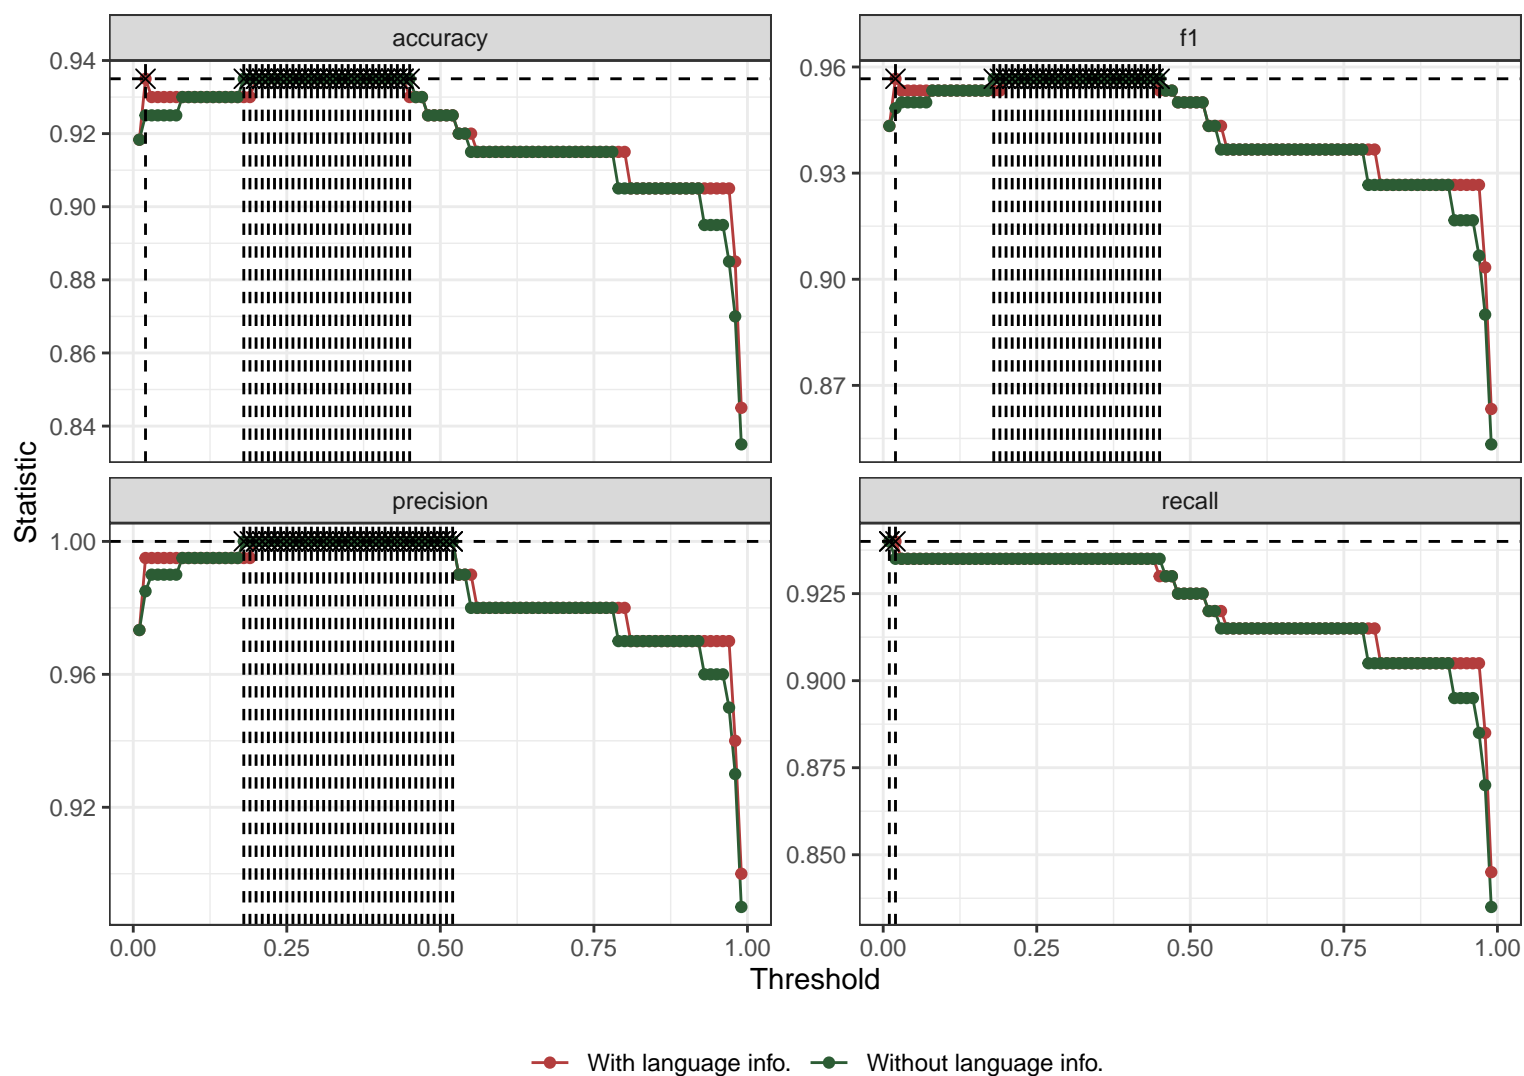 accuracy
f1
0.94
0.92
0.90
0.88
0.86
0.84
0.96
0.93
0.90
0.87
Statistic
precision
recall
1.00
0.96
0.92
0.925
0.900
0.875
0.850
0.00 0.25 0.50 0.75 1.00
0.00 0.25 0.50 0.75 1.00
Threshold
With language info. Without language info.